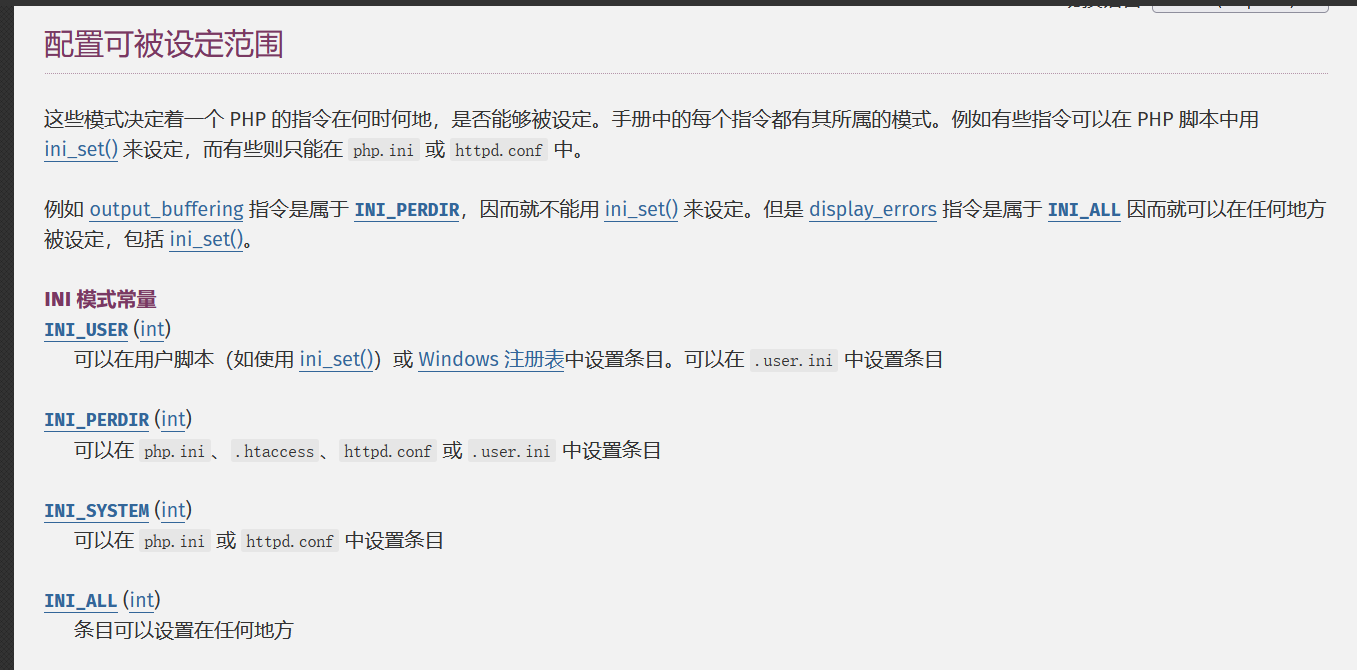 配置可被设定范围
这些模式决定着一个 PHP 的指令在何时何地，是否能够被设定。手册中的每个指令都有其所属的模式。例如有些指令可以在 PHP 脚本中用
ini_set() 来设定，而有些则只能在 php.ini 或 httpd.conf 中。
例如 output_buffering 指令是属于 INI_PERDIR，因而就不能用 ini_set() 来设定。但是 display_errors 指令是属于 INI_ALL 因而就可以在任何地方
被设定，包括 ini_set()。
INI 模式常量
INI_USER (int)
可以在用户脚本（如使用 ini_set()）或 Windows 注册表中设置条目。可以在 .user.ini 中设置条目
INI_PERDIR (int)
可以在 php.ini、.htaccess、httpd.conf 或 .user.ini 中设置条目
INI_SYSTEM (int)
可以在 php.ini 或 httpd.conf 中设置条目
INI_ALL (int)
条目可以设置在任何地方